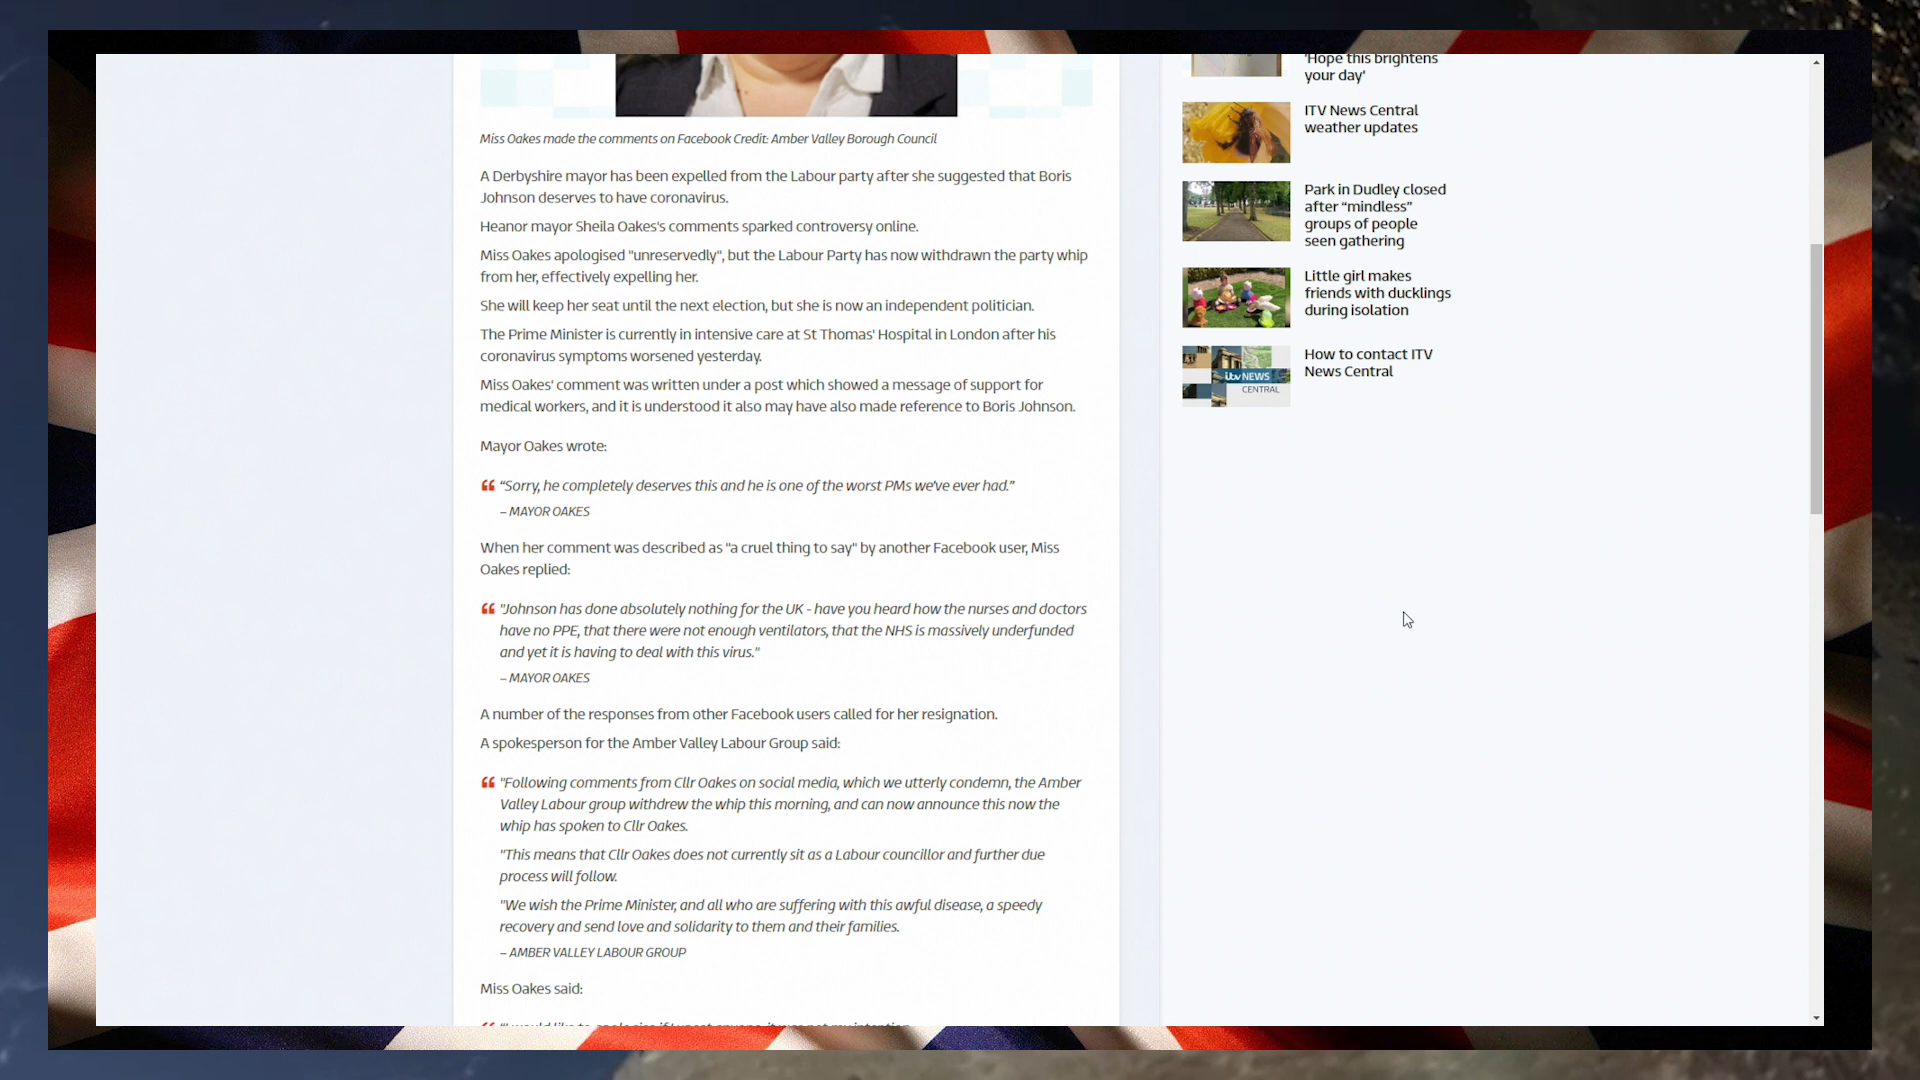 Miss Oakes made the comments on Facebook Credit: Amber Valley Borough Council
A Derbyshire mayor has been expelled from the Labour party after she suggested that Boris
Johnson deserves to have coronavirus.
Heanor mayor Sheila Oakes's comments sparked controversy online.
Miss Oakes apologised "unreservedly", but the Labour Party has now withdrawn the party whip
from her, effectively expelling her.
She will keep her seat until the next election, but she is now an independent politician.
The Prime Minister is currently in intensive care at St Thomas' Hospital in London after his
coronavirus symptoms worsened yesterday.
Miss Oakes' comment was written under a post which showed a message of support for
medical workers, and it is understood it also may have also made reference to Boris Johnson.
Mayor Oakes wrote:
“Sorry, he completely deserves this and he is one of the worst PMs we've ever had.”
– MAYOR OAKES
When her comment was described as "a cruel thing to say" by another Facebook user, Miss
Oakes replied:
"Johnson has done absolutely nothing for the UK - have you heard how the nurses and doctors
have no PPE, that there were not enough ventilators, that the NHS is massively underfunded
and yet it is having to deal with this virus."
– MAYOR OAKES
A number of the responses from other Facebook users called for her resignation.
A spokesperson for the Amber Valley Labour Group said:
"Following comments from Cllr Oakes on social media, which we utterly condemn, the Amber
Valley Labour group withdrew the whip this morning, and can now announce this now the
whip has spoken to Cllr Oakes.
"This means that Cllr Oakes does not currently sit as a Labour councillor and further due
process will follow.
"We wish the Prime Minister, and all who are suffering with this awful disease, a speedy
recovery and send love and solidarity to them and their families.
– AMBER VALLEY LABOUR GROUP
Miss Oakes said:
"I would like to apologise if I upset anyone, it was not my intention
'Hope this brightens
your day'
ITV News Central
weather updates
Park in Dudley closed
after “mindless”
groups of people
seen gathering
Little girl makes
friends with ducklings
during isolation
itv NEWS
CENTRAL
How to contact ITV
News Central